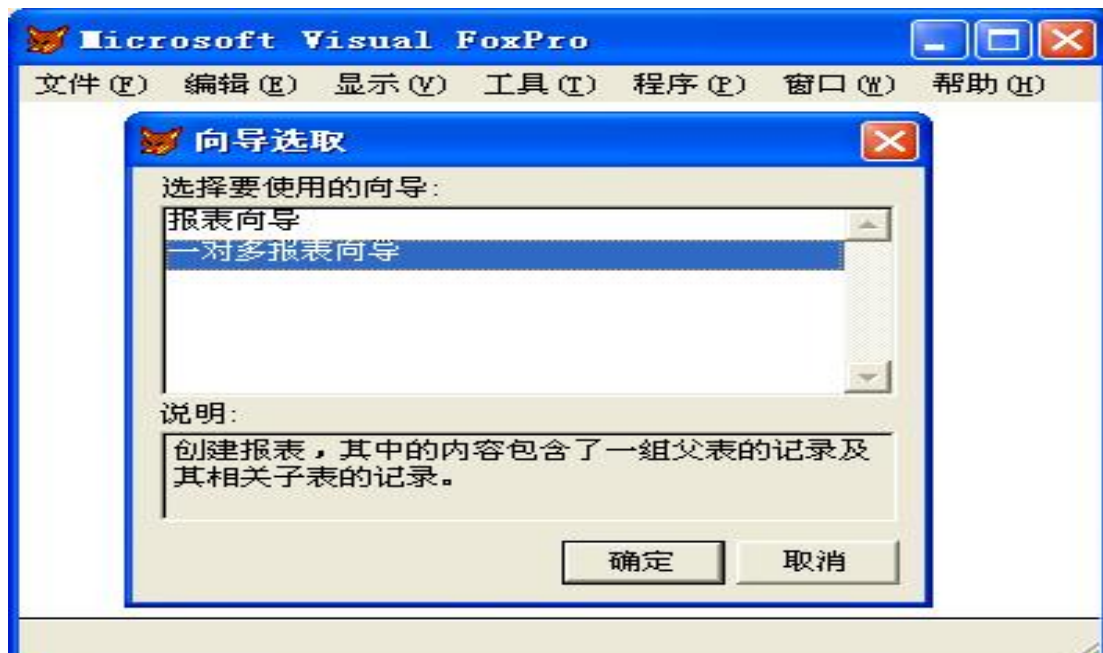 Microsoft Visual FoxPro
文件(F) 编辑(E) 显示(V) 工具(T) 程序(P) 窗口(W) 帮助(H)
向导选取
选择要使用的向导:
报表向导
一对多报表向导
说明:
创建报表，其中的内容包含了一组父表的记录及
其相关子表的记录。
确定 取消